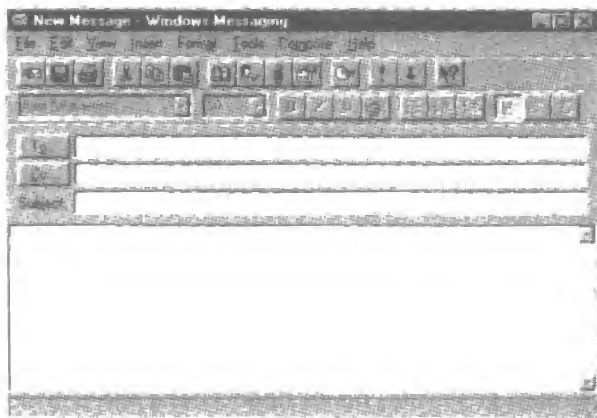 New Message - Windows Messaging
File Edit View Insert Format Tools Compose Help
To
Cc
Subject